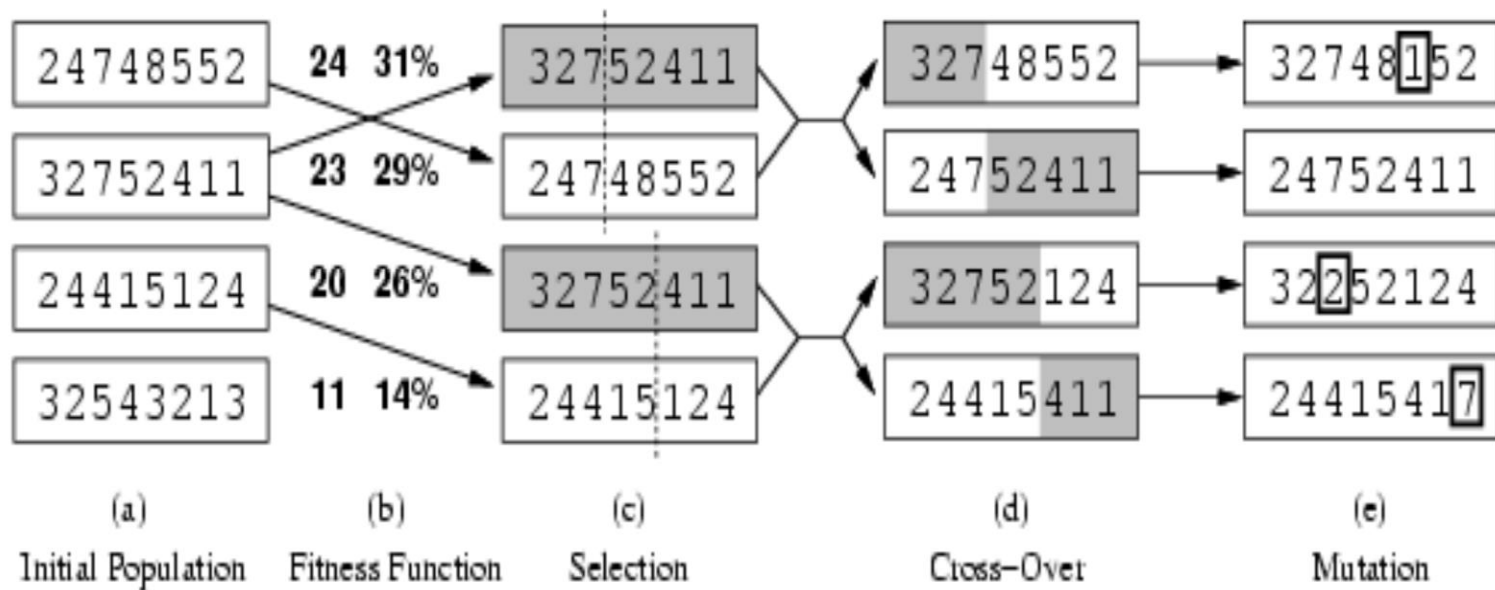 24748552 24 31% 32752411 32748552 32748152
32752411 23 29% 24748552 24752411 24752411
24415124 20 26% 32752411 32752124 32252124
32543213 11 14% 24415124 24415411 24415417
(a) (b) (c) (d) (e)
Initial Population Fitness Function Selection Cross-Over Mutation